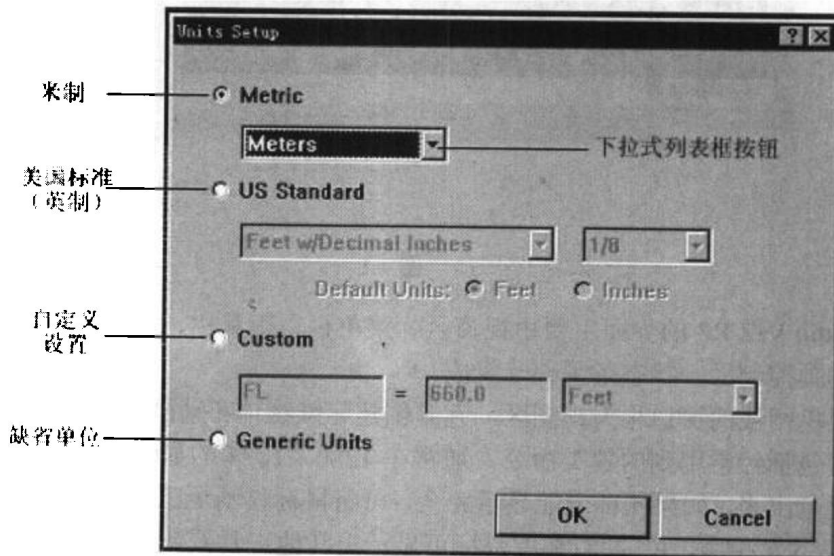 Units Setup
米制
Metric
Meters
下拉式列表框按钮
美国标准
(英制)
US Standard
Feet w/Decimal Inches
1/8
Default Units:
Feet
Inches
自定义
设置
Custom
FL
=
660.0
Feet
缺省单位
Generic Units
OK
Cancel